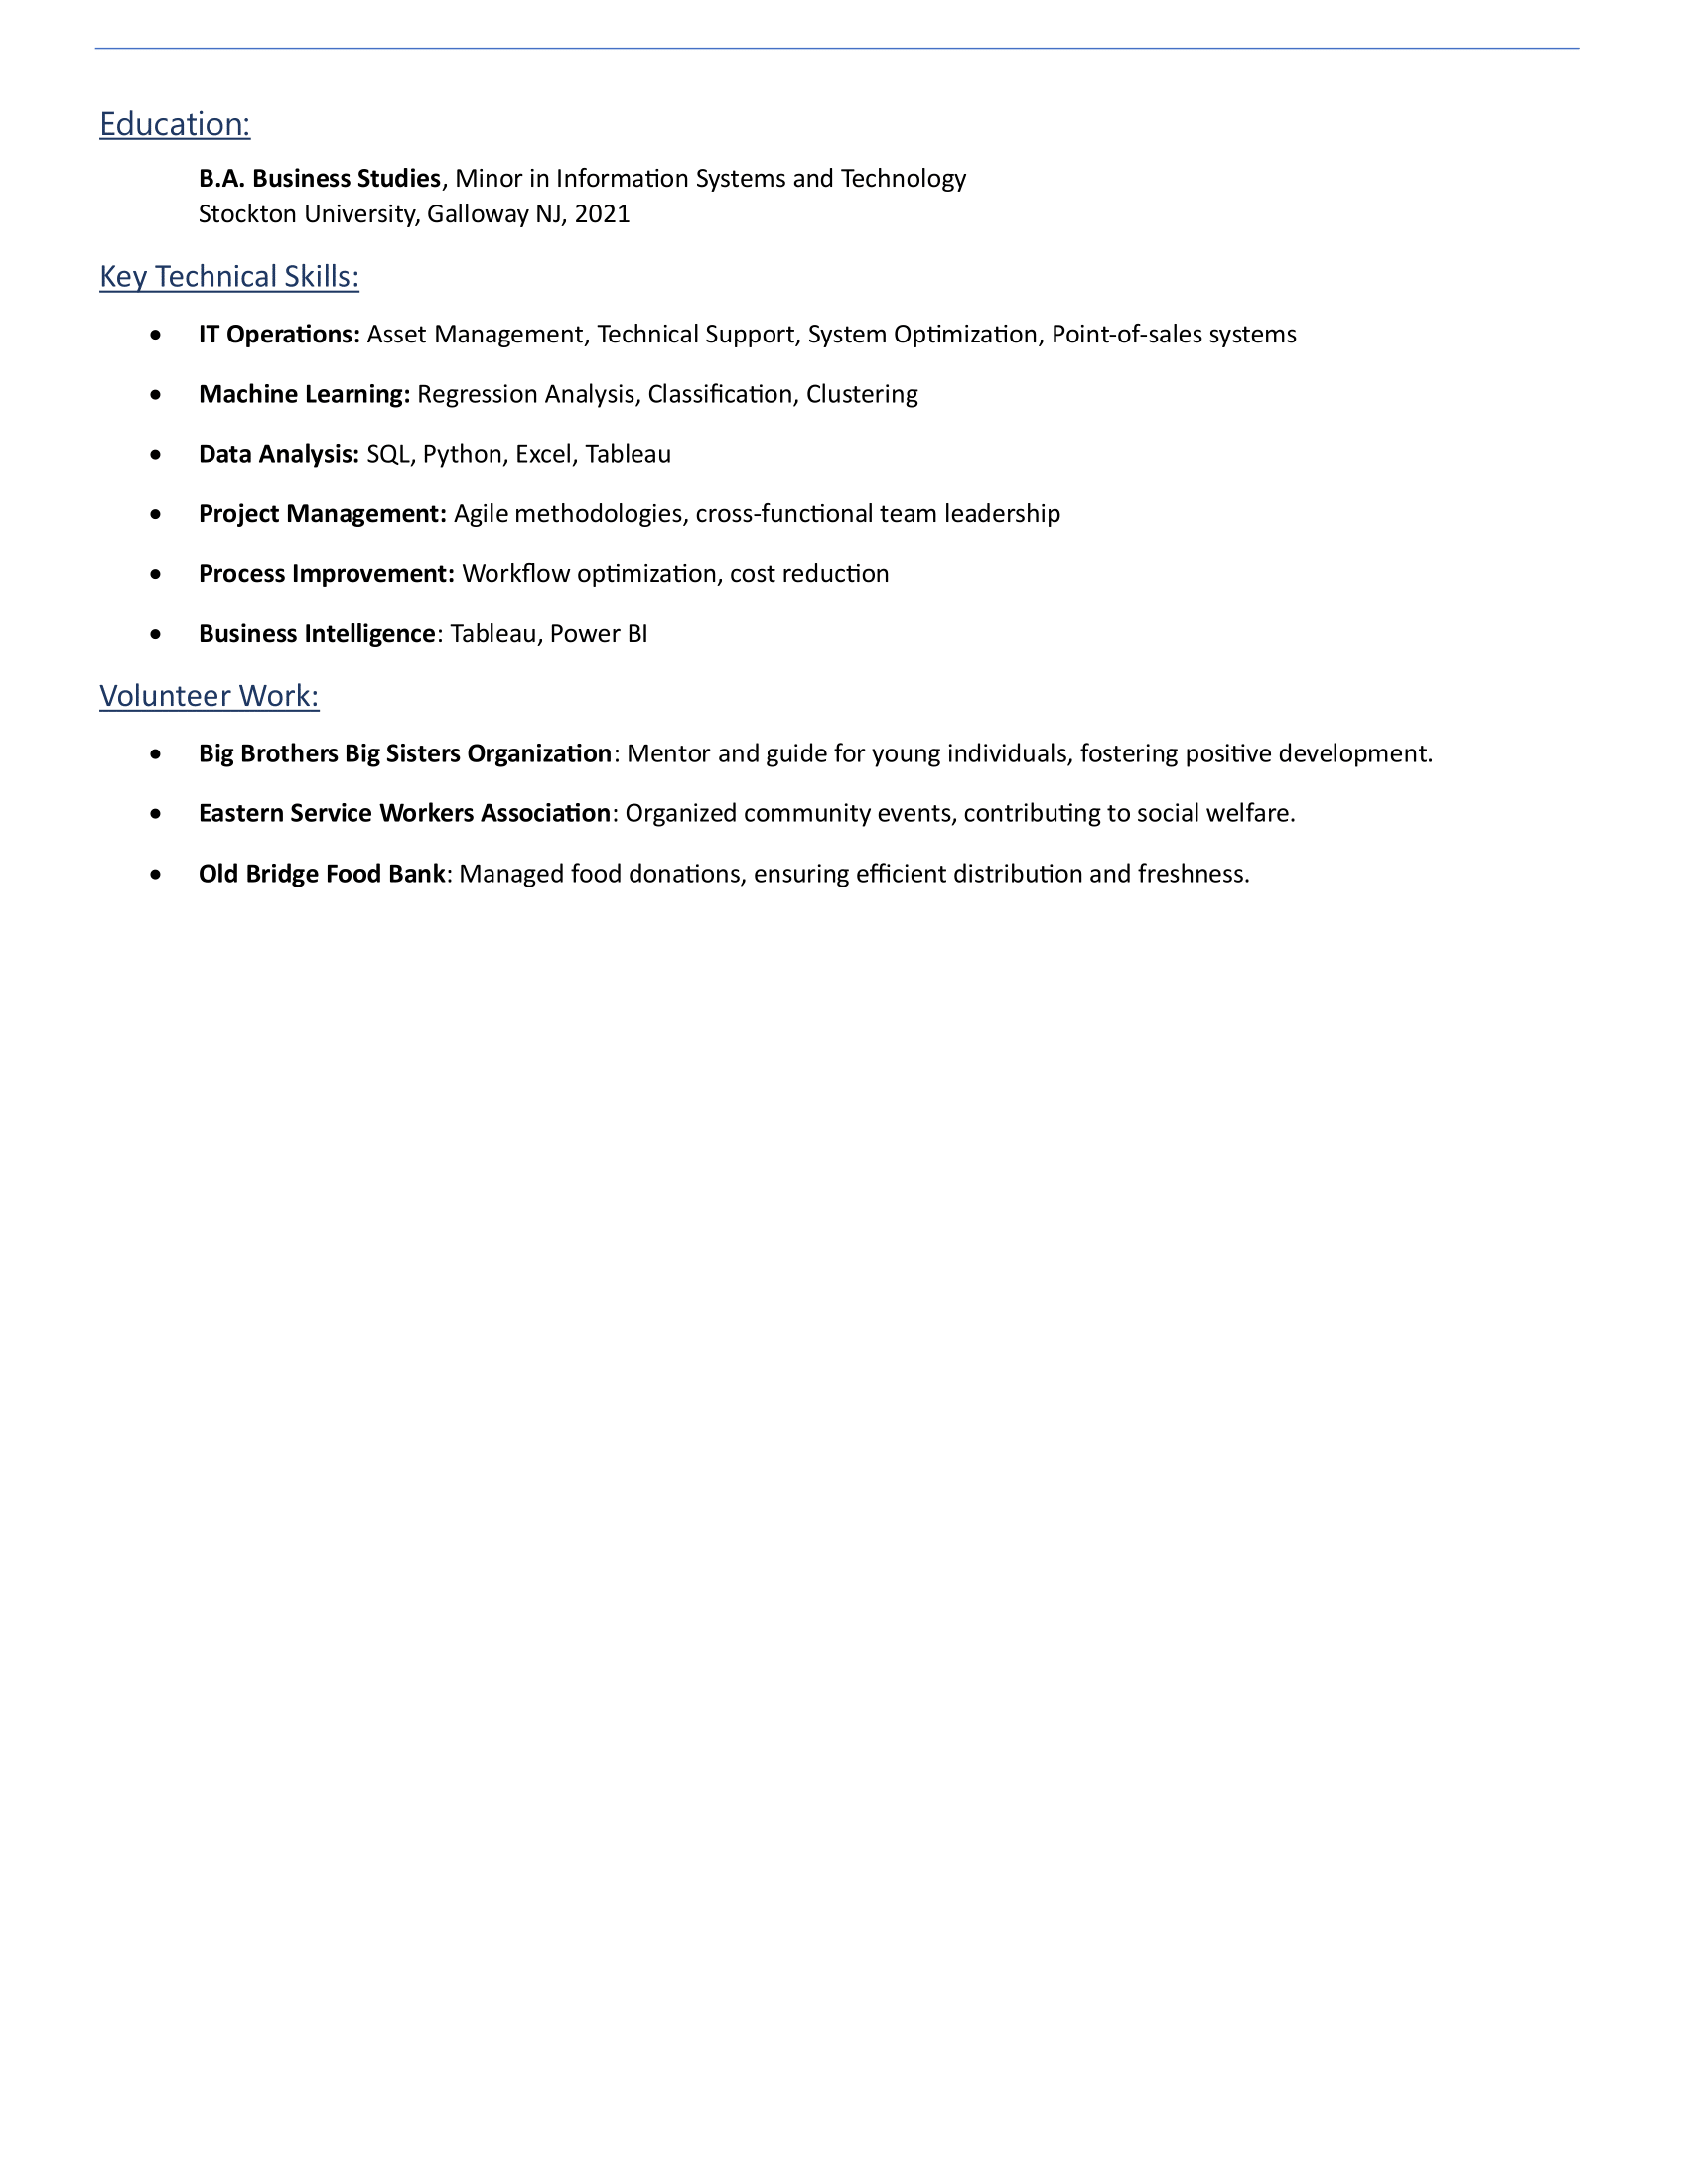 Education:
B.A. Business Studies, Minor in Information Systems and Technology
Stockton University, Galloway NJ, 2021
Key Technical Skills:
• IT Operations: Asset Management, Technical Support, System Optimization, Point-of-sales systems
• Machine Learning: Regression Analysis, Classification, Clustering
• Data Analysis: SQL, Python, Excel, Tableau
• Project Management: Agile methodologies, cross-functional team leadership
• Process Improvement: Workflow optimization, cost reduction
• Business Intelligence: Tableau, Power BI
Volunteer Work:
• Big Brothers Big Sisters Organization: Mentor and guide for young individuals, fostering positive development.
• Eastern Service Workers Association: Organized community events, contributing to social welfare.
• Old Bridge Food Bank: Managed food donations, ensuring efficient distribution and freshness.